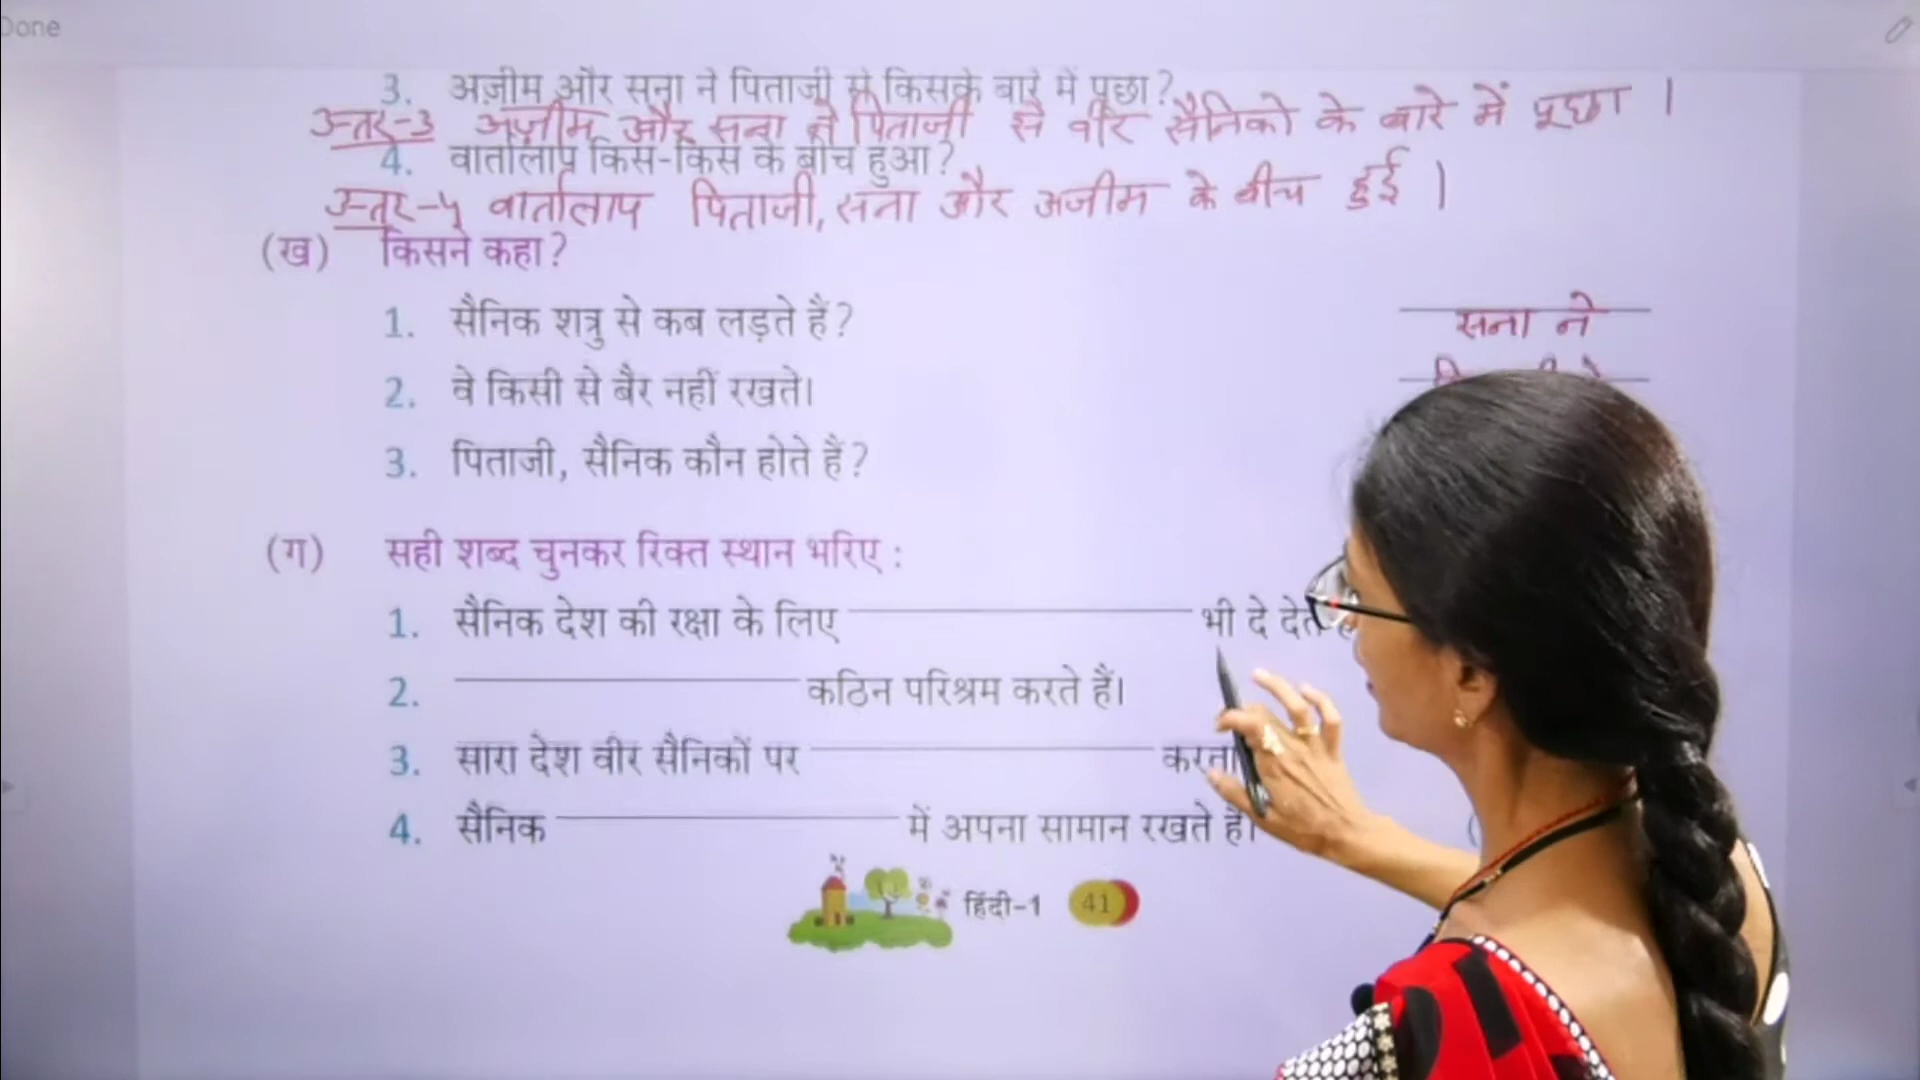 Done
3. अज़ीम और सना ने पिताजी से किसके बारे में पूछा?
उत्तर-3 अज़ीम और सना ने पिताजी से वीर सैनिको के बारे में पूछा ।
4. वार्तालाप किस-किस के बीच हुआ?
उत्तर-4 वार्तालाप पिताजी, सना और अजीम के बीच हुई ।
(ख) किसने कहा?
1. सैनिक शत्रु से कब लड़ते हैं?
सना ने
2. वे किसी से बैर नहीं रखते।
3. पिताजी, सैनिक कौन होते हैं?
(ग) सही शब्द चुनकर रिक्त स्थान भरिए :
1. सैनिक देश की रक्षा के लिए भी दे देते
2. कठिन परिश्रम करते हैं।
3. सारा देश वीर सैनिकों पर करता
4. सैनिक में अपना सामान रखते हैं।
हिंदी-1 41